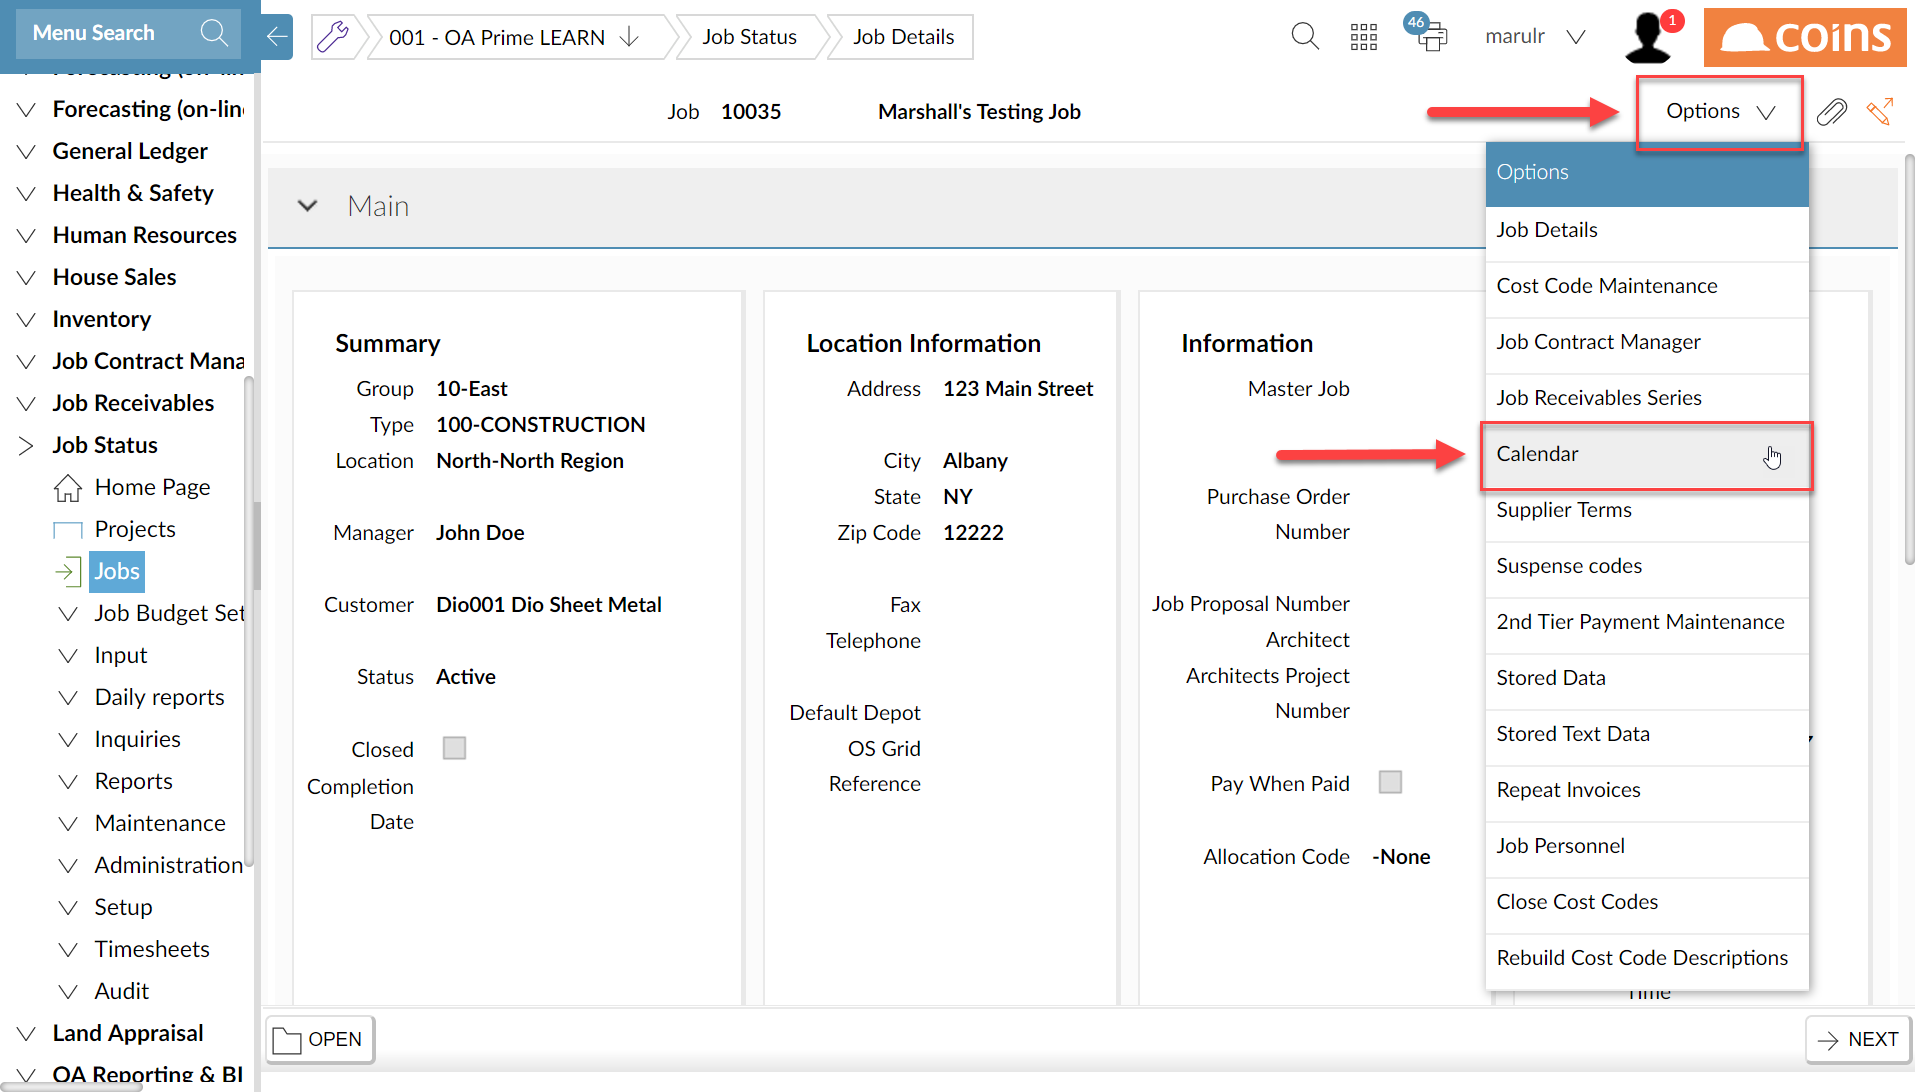 Menu Search
Forecasting (on-lin
Forecasting (on-lin
General Ledger
Health & Safety
Human Resources
House Sales
Inventory
Job Contract Mana
Job Receivables
Job Status
Home Page
Projects
Jobs
Job Budget Set
Input
Daily reports
Inquiries
Reports
Maintenance
Administration
Setup
Timesheets
Audit
Land Appraisal
OA Reporting & BI
001 - OA Prime LEARN
Job Status
Job Details
46
marulr
1
coins
Job 10035 Marshall's Testing Job
Options
Main
Summary
Group 10-East
Type 100-CONSTRUCTION
Location North-North Region
Manager John Doe
Customer Dio001 Dio Sheet Metal
Status Active
Closed
Completion
Date
Location Information
Address 123 Main Street
City Albany
State NY
Zip Code 12222
Fax
Telephone
Default Depot
OS Grid
Reference
Information
Master Job
Purchase Order
Number
Job Proposal Number
Architect
Architects Project
Number
Pay When Paid
Allocation Code -None
Options
Job Details
Cost Code Maintenance
Job Contract Manager
Job Receivables Series
Calendar
Supplier Terms
Suspense codes
2nd Tier Payment Maintenance
Stored Data
Stored Text Data
Repeat Invoices
Job Personnel
Close Cost Codes
Rebuild Cost Code Descriptions
Time
OPEN
NEXT